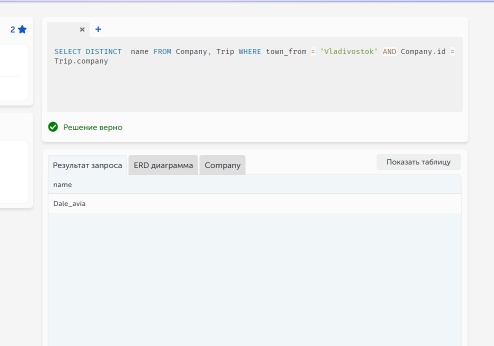 2
× +
SELECT DISTINCT  name FROM Company, Trip WHERE town_from = 'Vladivostok' AND Company.id =
Trip.company
Решение верно
Результат запроса ERD диаграмма Company Показать таблицу
name
Dale_avia